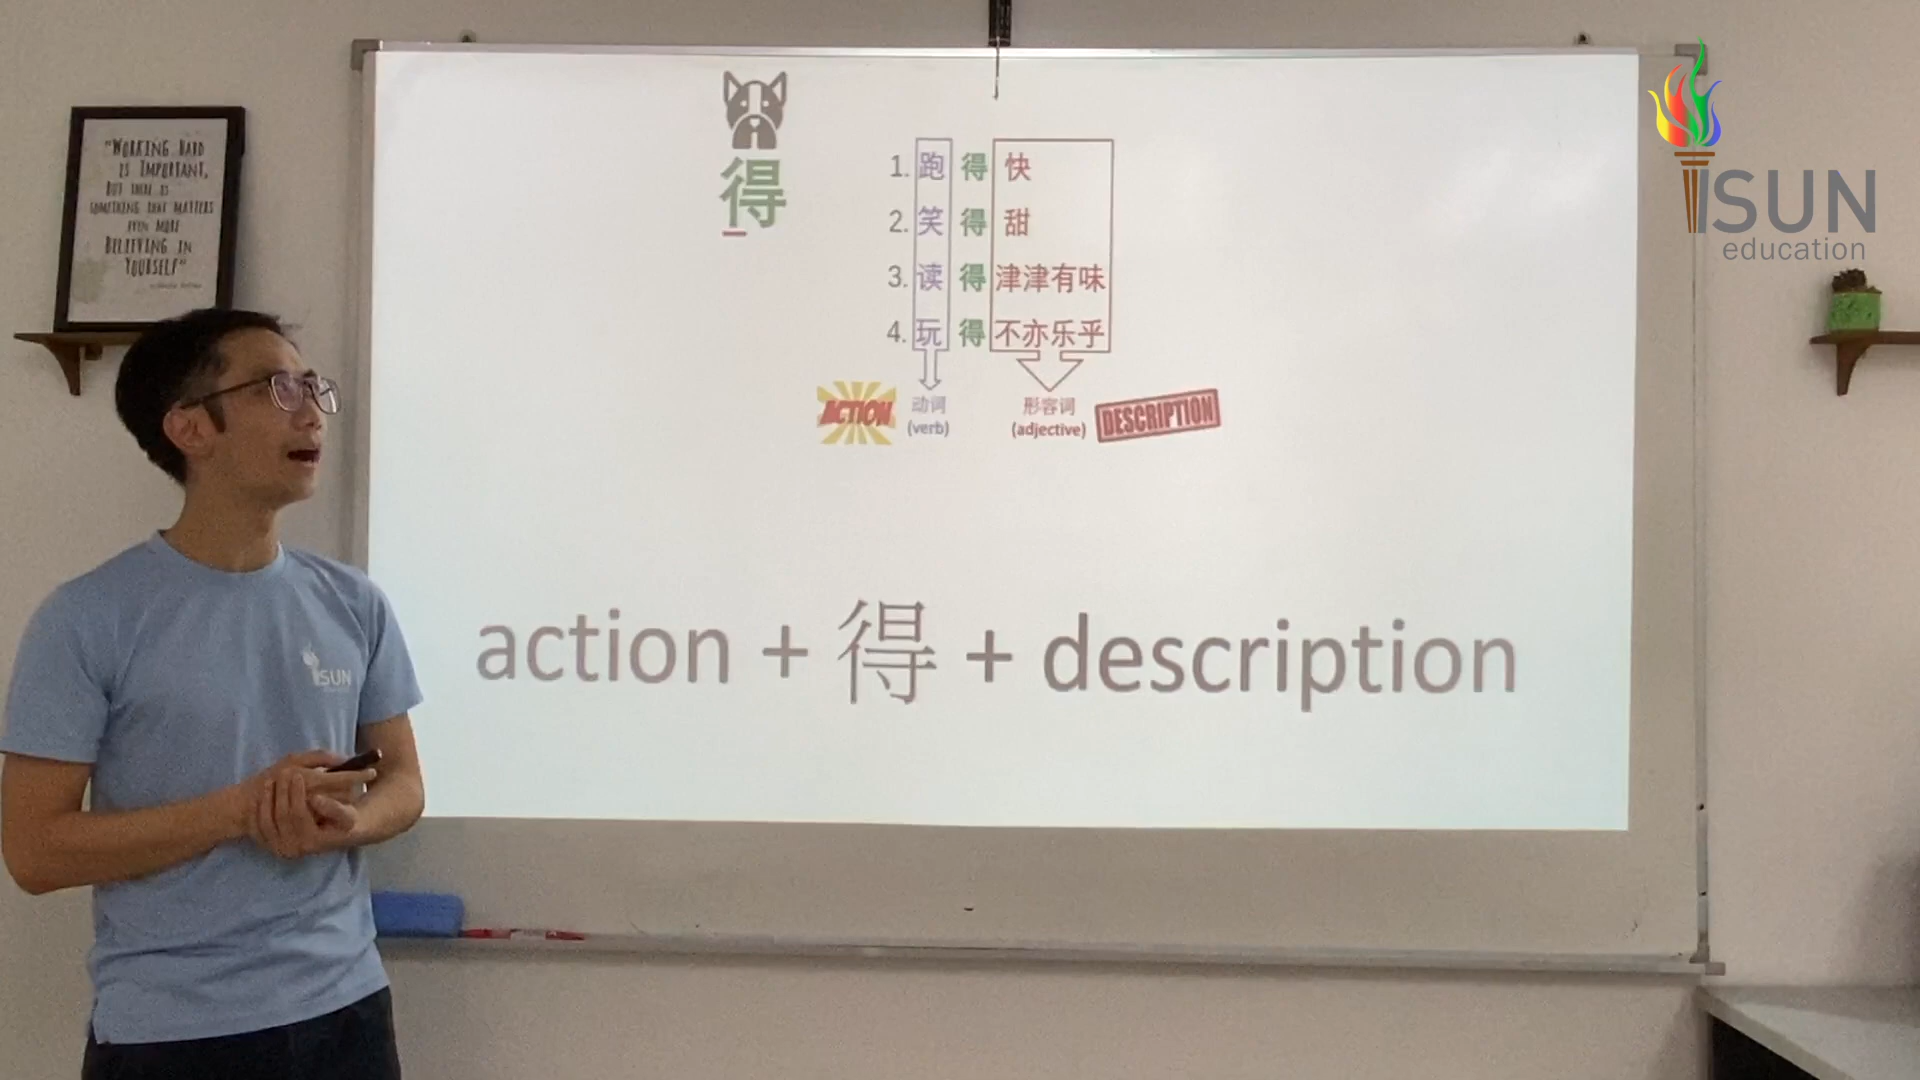 "WORKING HARD
IS IMPORTANT,
BUT THERE IS
SOMETHING THAT MATTERS
EVEN MORE
BELIEVING IN
YOURSELF"
得
1. 跑 得 快
2. 笑 得 甜
3. 读 得 津津有味
4. 玩 得 不亦乐乎
ACTION
动词
(verb)
形容词
(adjective)
DESCRIPTION
action + 得 + description
iSUN
education
iSUN